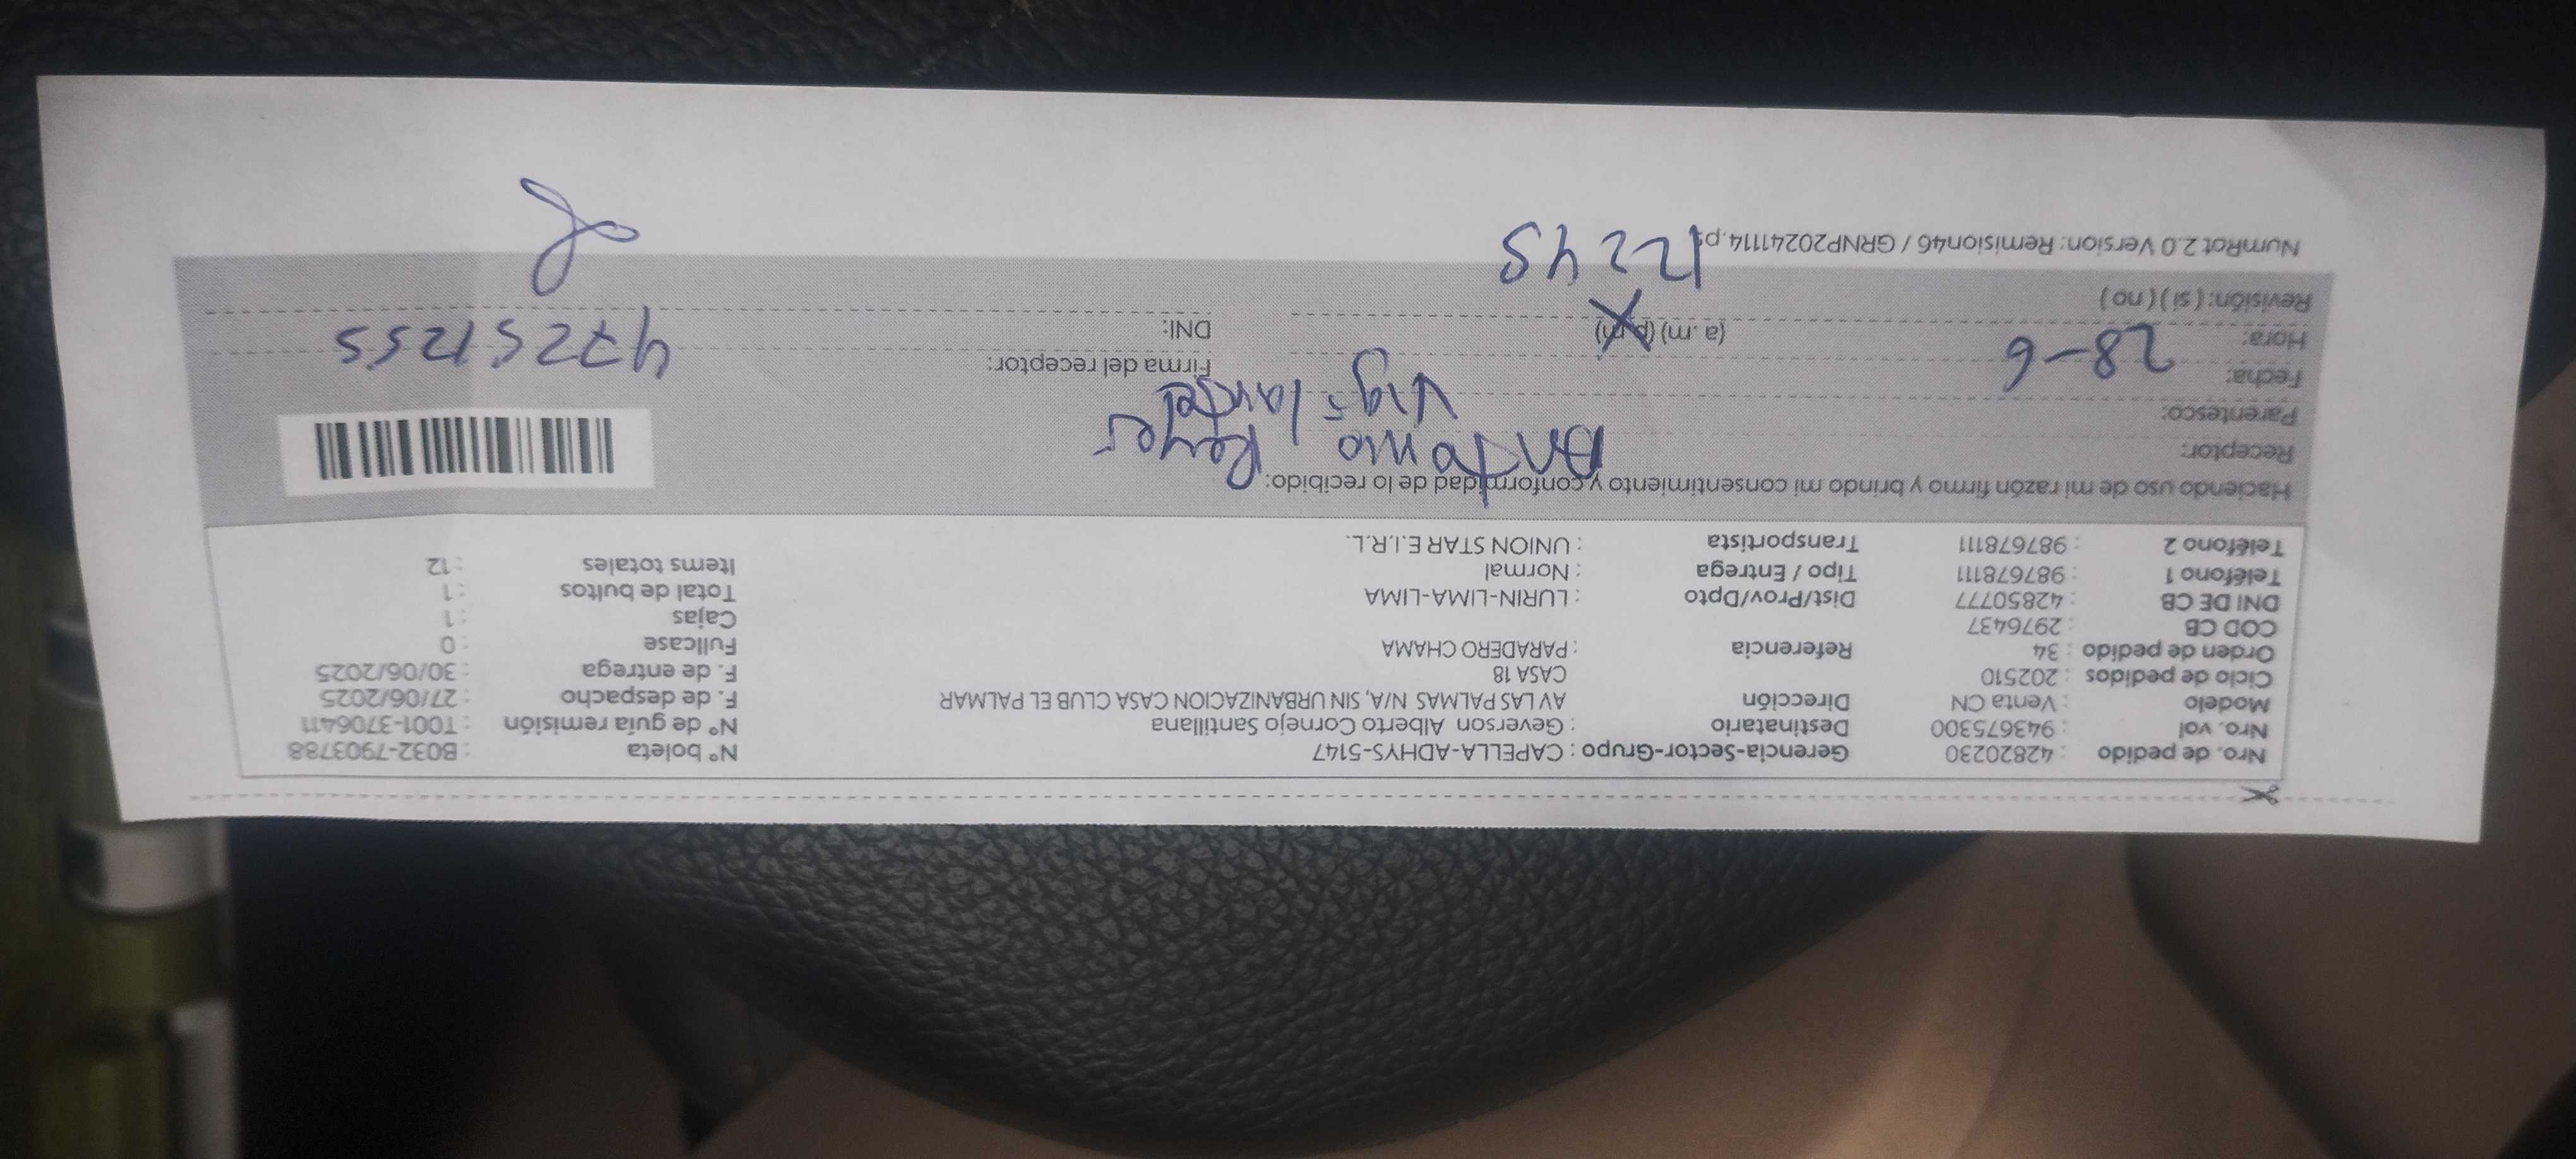 Nro. de pedido : 42820230 Gerencia-Sector-Grupo : CAPELLA-ADHYS-5147 N° boleta : B032-7903788
Nro. vol : 943675300 Destinatario : Geverson Alberto Cornejo Santillana N° de guía remisión : T001-3706411
Modelo : Venta CN Dirección AV LAS PALMAS N/A, SIN URBANIZACION CASA CLUB EL PALMAR F. de despacho : 27/06/2025
Ciclo de pedidos : 202510 CASA 18 F. de entrega : 30/06/2025
Orden de pedido : 34 Referencia : PARADERO CHAMA Fullcase : 0
COD CB : 2976437 Cajas : 1
DNI DE CB : 42850777 Dist/Prov/Dpto : LURIN-LIMA-LIMA Total de bultos : 1
Teléfono 1 : 987678111 Tipo / Entrega : Normal Items totales : 12
Teléfono 2 : 987678111 Transportista : UNION STAR E.I.R.L.
Haciendo uso de mi razón firmo y brindo mi consentimiento y conformidad de lo recibido:
Receptor: Antonio Reyes
Parentesco: Vigilante
Fecha: 28-6 Firma del receptor: 47251255
Hora: (a.m) (p.m) DNI:
Revisión: ( si ) ( no )
12245
NumRot 2.0 Version: Remision46 / GRNP20241114.ps